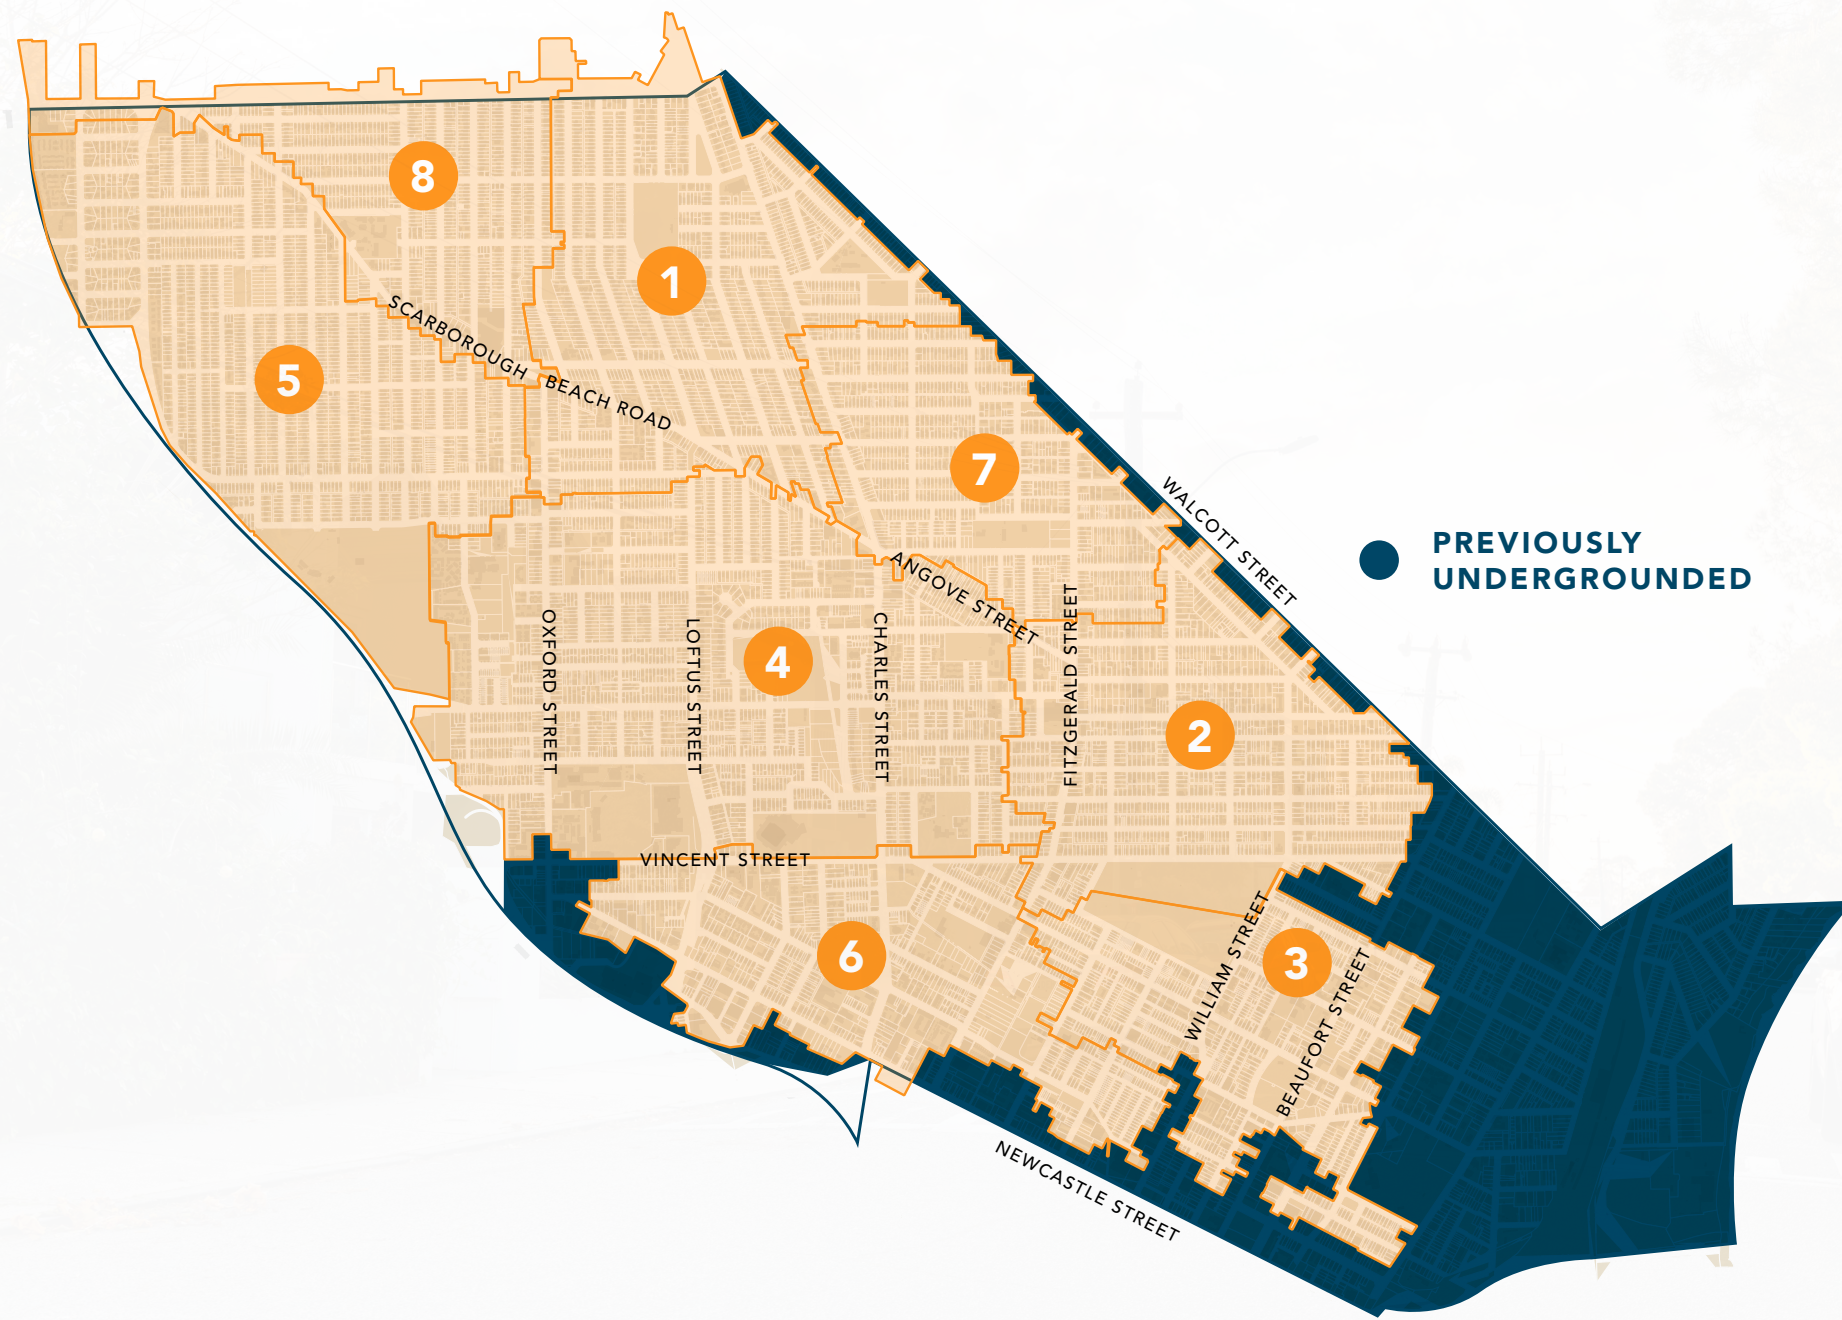 8
1
SCARBOROUGH
BEACH ROAD
5
7
WALCOTT STREET
PREVIOUSLY
UNDERGROUNDED
ANGOVE STREET
OXFORD STREET
LOFTUS STREET
CHARLES STREET
FITZGERALD STREET
4
2
VINCENT STREET
6
WILLIAM STREET
3
BEAUFORT STREET
NEWCASTLE STREET